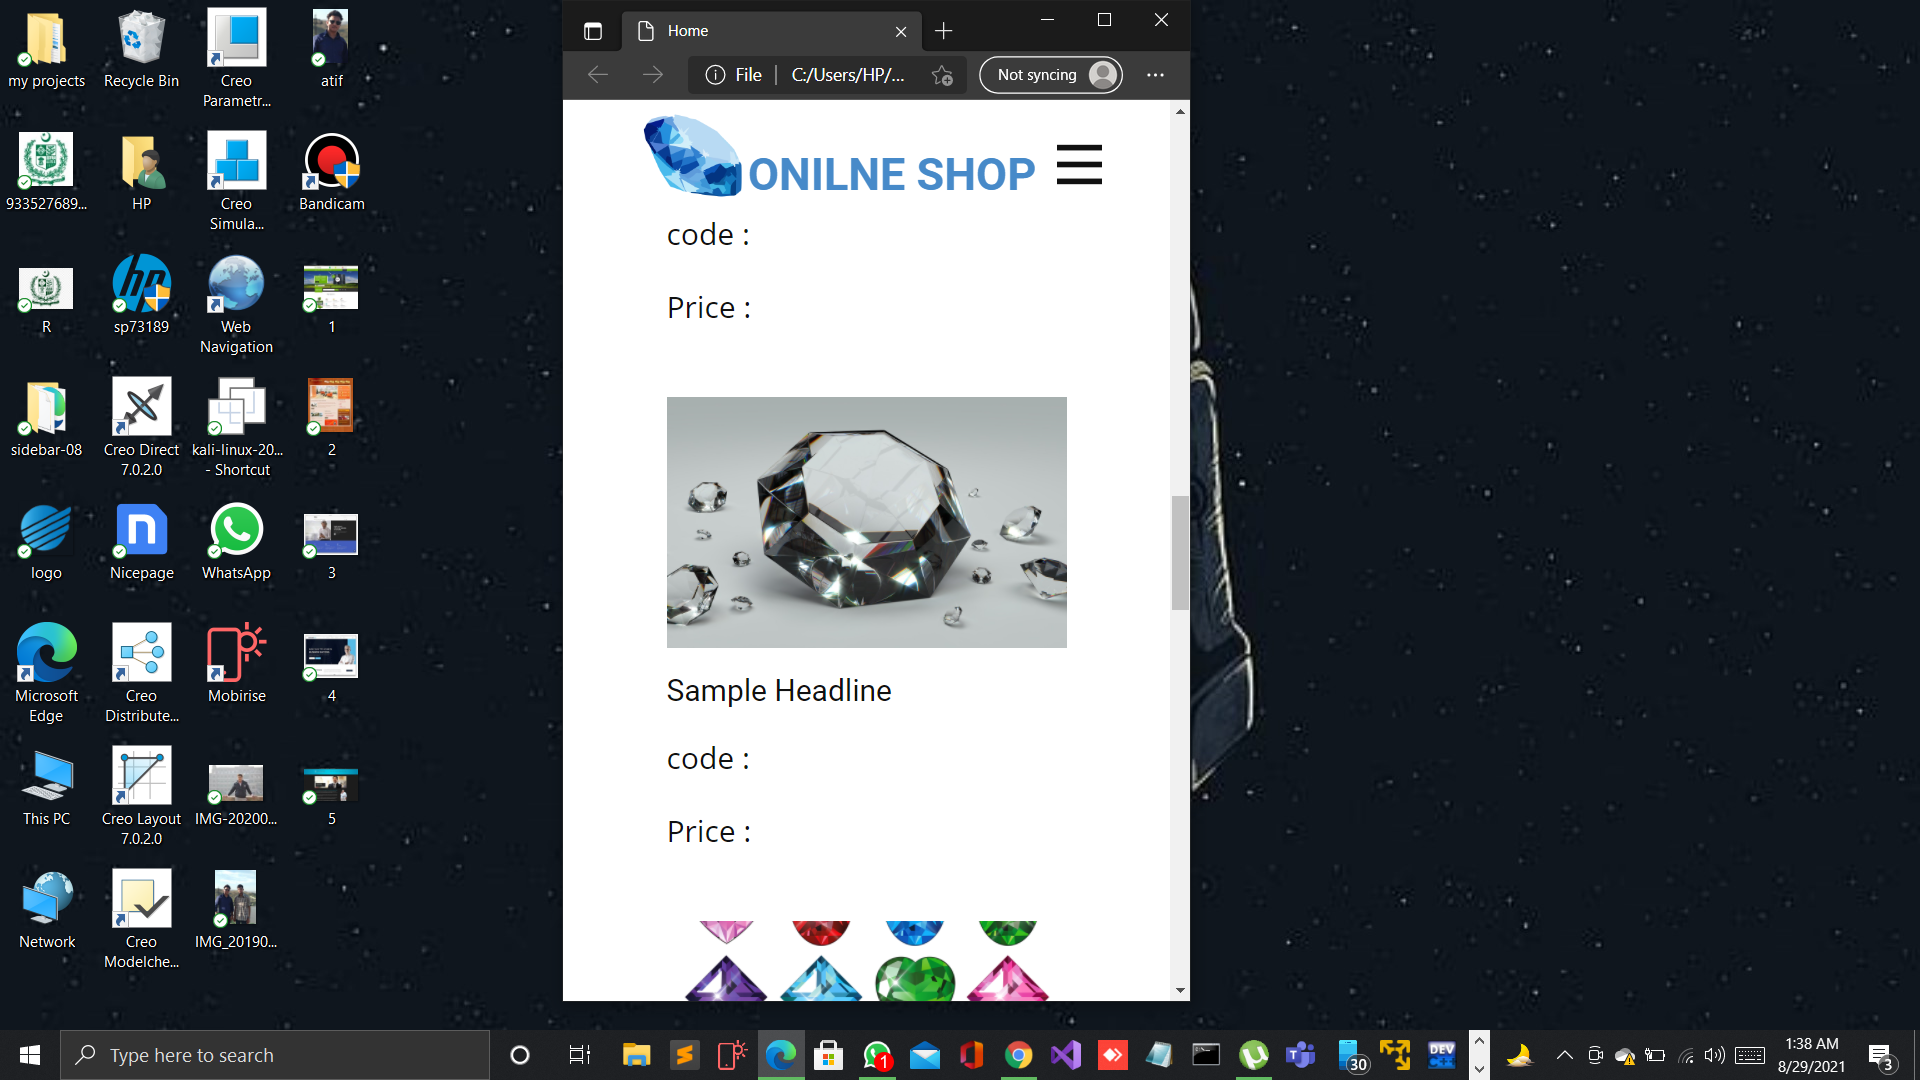 my projects
Recycle Bin
Creo
Parametr...
atif
933527689...
HP
Creo
Simula...
Bandicam
R
sp73189
Web
Navigation
1
sidebar-08
Creo Direct
7.0.2.0
kali-linux-20...
- Shortcut
2
logo
Nicepage
WhatsApp
3
Microsoft
Edge
Creo
Distribute...
Mobirise
4
This PC
Creo Layout
7.0.2.0
IMG-20200...
5
Network
Creo
Modelche...
IMG_20190...
Home
File
C:/Users/HP/...
Not syncing
ONILNE SHOP
code :
Price :
Sample Headline
code :
Price :
Type here to search
1
30
DEV
1:38 AM
8/29/2021
3